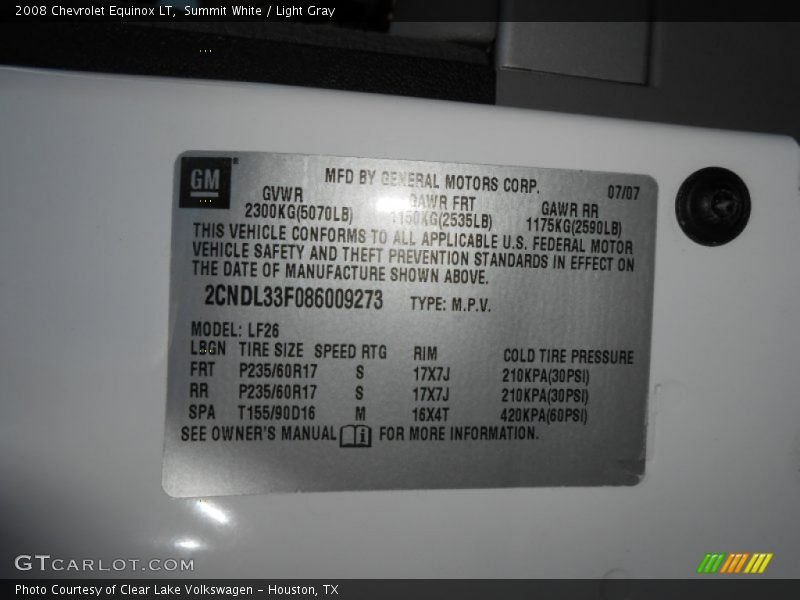 2008 Chevrolet Equinox LT,  Summit White / Light Gray
GM
MFD BY GENERAL MOTORS CORP. 07/07
GVWR GAWR FRT GAWR RR
2300KG(5070LB) 1150KG(2535LB) 1175KG(2590LB)
THIS VEHICLE CONFORMS TO ALL APPLICABLE U.S. FEDERAL MOTOR
VEHICLE SAFETY AND THEFT PREVENTION STANDARDS IN EFFECT ON
THE DATE OF MANUFACTURE SHOWN ABOVE.
2CNDL33F086009273 TYPE: M.P.V.
MODEL: LF26
LSGN TIRE SIZE SPEED RTG RIM COLD TIRE PRESSURE
FRT P235/60R17 S 17X7J 210KPA(30PSI)
RR P235/60R17 S 17X7J 210KPA(30PSI)
SPA T155/90D16 M 16X4T 420KPA(60PSI)
SEE OWNER'S MANUAL FOR MORE INFORMATION.
GTCARLOT.COM
Photo Courtesy of Clear Lake Volkswagen - Houston, TX